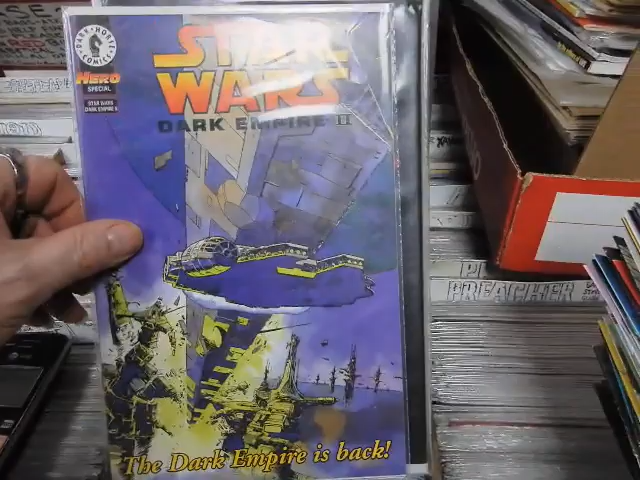 DARK HORSE COMICS
HERO
SPECIAL
STAR WARS
DARK EMPIRE II
STAR
WARS
DARK EMPIRE II
The Dark Empire is back!
PREACHER